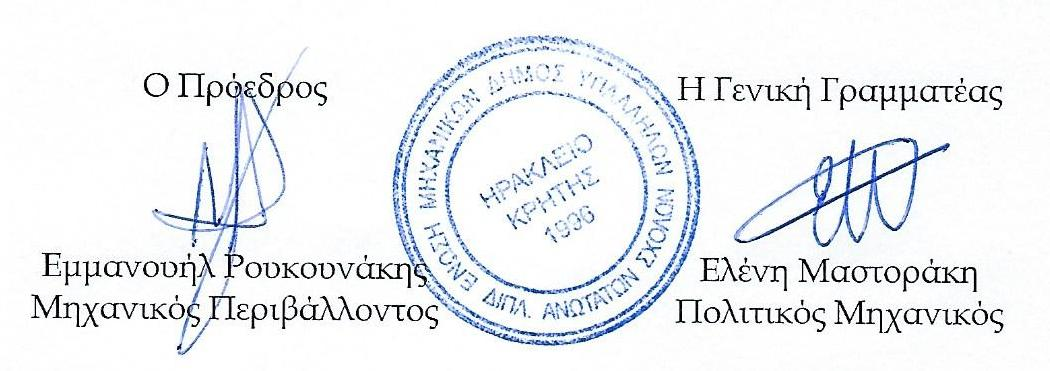 Ο Πρόεδρος
Εμμανουήλ Ρουκουνάκης
Μηχανικός Περιβάλλοντος
ΕΝΩΣΗ ΜΗΧΑΝΙΚΩΝ ΔΗΜΟΣ ΥΠΑΛΛΗΛΩΝ ΔΙΠΛ. ΑΝΩΤΑΤΩΝ ΣΧΟΛΩΝ
ΗΡΑΚΛΕΙΟ
ΚΡΗΤΗΣ
Η Γενική Γραμματέας
Ελένη Μαστοράκη
Πολιτικός Μηχανικός